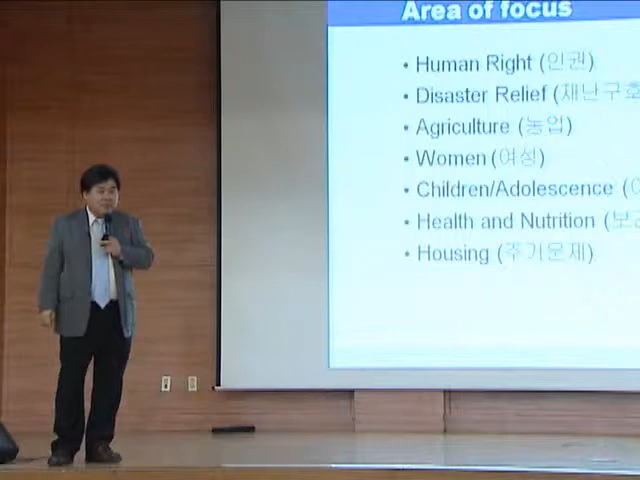 Area of focus
• Human Right (인권)
• Disaster Relief (재난구호
• Agriculture (농업)
• Women (여성)
• Children/Adolescence
• Health and Nutrition
• Housing (주거문제)